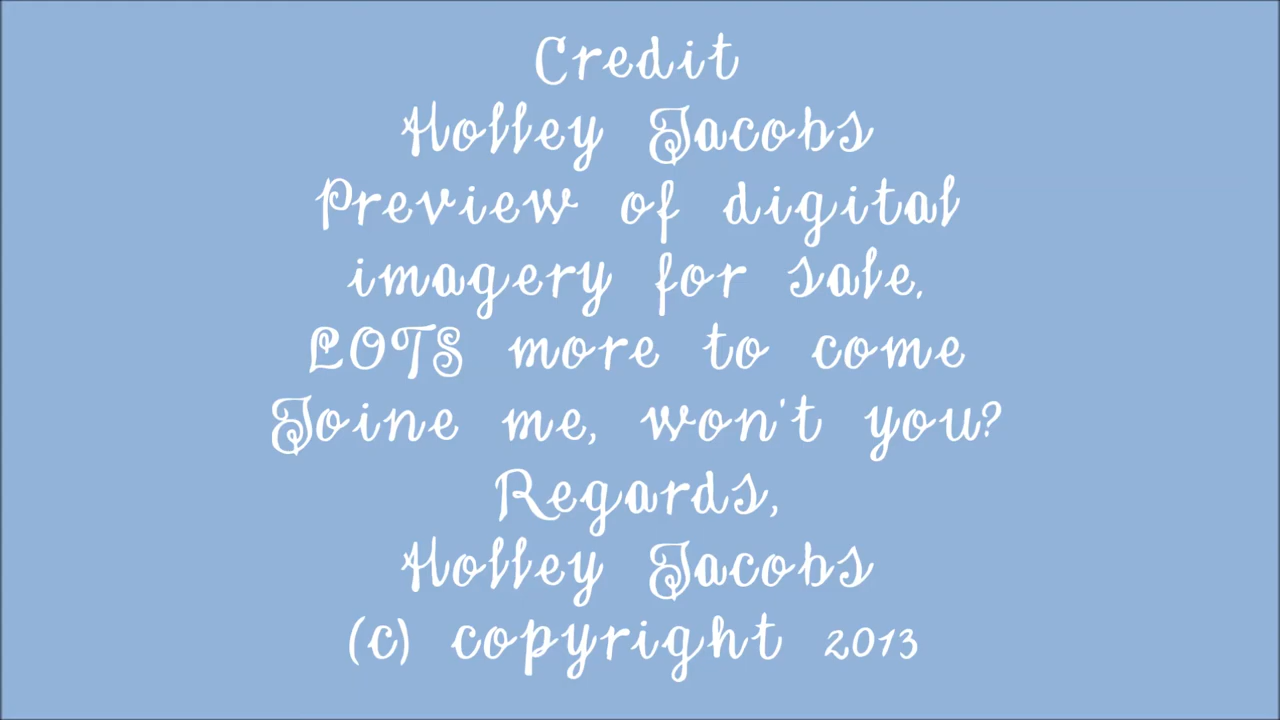 Credit
Holley Jacobs
Preview of digital
imagery for sale.
LOTS more to come
Joine me, won't you?
Regards,
Holley Jacobs
(c) copyright 2013